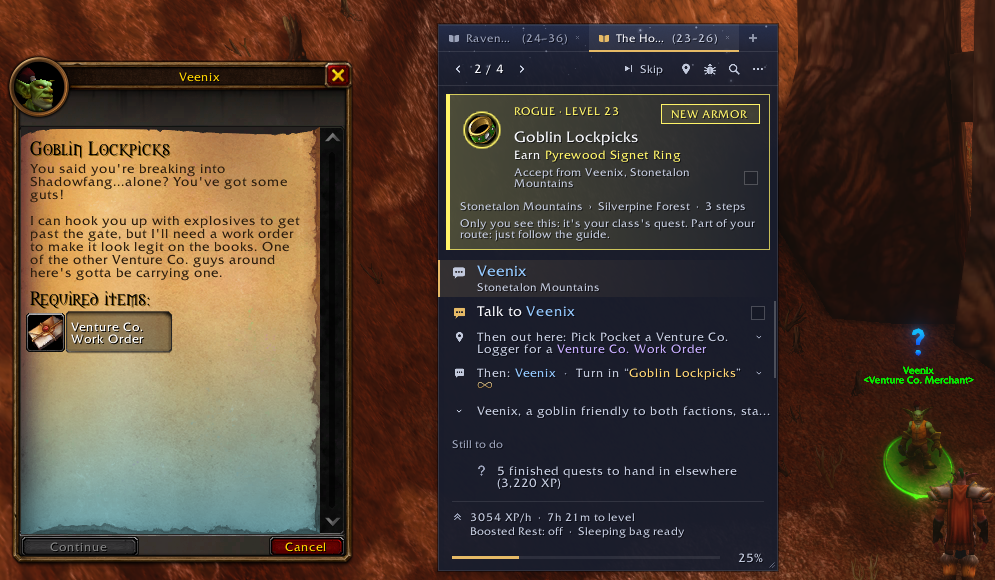 Veenix
Goblin Lockpicks
You said you're breaking into
Shadowfang...alone? You've got some
guts!
I can hook you up with explosives to get
past the gate, but I'll need a work order
to make it look legit on the books. One
of the other Venture Co. guys around
here's gotta be carrying one.
Required items:
Venture Co.
Work Order
Continue
Cancel
Raven... (24-36)
The Ho... (23-26)
2 / 4
Skip
ROGUE · LEVEL 23
NEW ARMOR
Goblin Lockpicks
Earn Pyrewood Signet Ring
Accept from Veenix, Stonetalon
Mountains
Stonetalon Mountains › Silverpine Forest · 3 steps
Only you see this: it's your class's quest. Part of your
route: just follow the guide.
Veenix
Stonetalon Mountains
Talk to Veenix
Then out here: Pick Pocket a Venture Co.
Logger for a Venture Co. Work Order
Then: Veenix · Turn in "Goblin Lockpicks"
Veenix, a goblin friendly to both factions, sta...
Still to do
? 5 finished quests to hand in elsewhere
(3,220 XP)
3054 XP/h · 7h 21m to level
Boosted Rest: off · Sleeping bag ready
25%
?
Veenix
<Venture Co. Merchant>